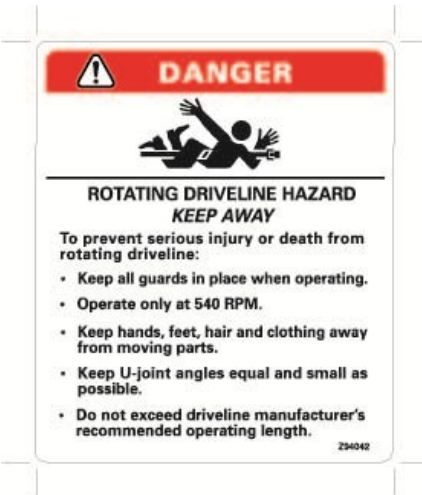 DANGER
ROTATING DRIVELINE HAZARD
KEEP AWAY
To prevent serious injury or death from
rotating driveline:
• Keep all guards in place when operating.
• Operate only at 540 RPM.
• Keep hands, feet, hair and clothing away
from moving parts.
• Keep U-joint angles equal and small as
possible.
• Do not exceed driveline manufacturer's
recommended operating length.
Z94042